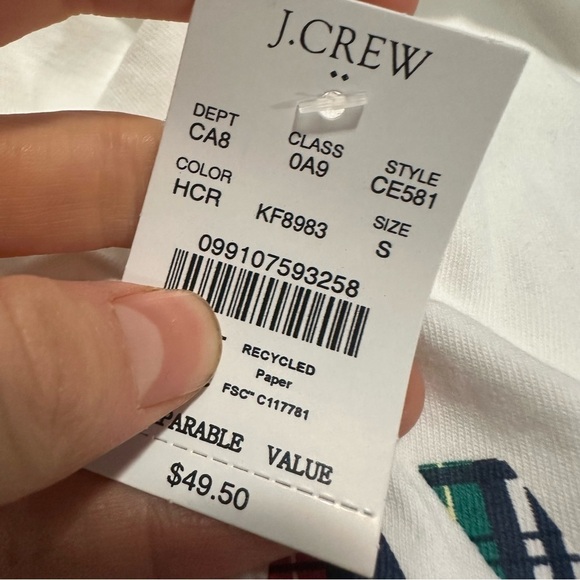 J.CREW
DEPT CLASS STYLE
CA8 0A9 CE581
COLOR SIZE
HCR KF8983 S
099107593258
RECYCLED
Paper
FSC™ C117781
PARABLE VALUE
$49.50